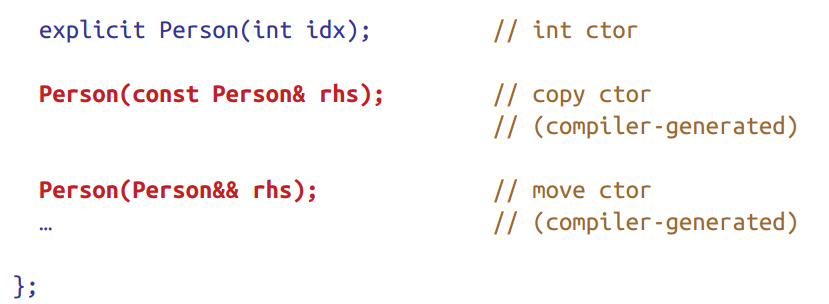 explicit Person(int idx); // int ctor
Person(const Person& rhs); // copy ctor
// (compiler-generated)
Person(Person&& rhs); // move ctor
… // (compiler-generated)
};